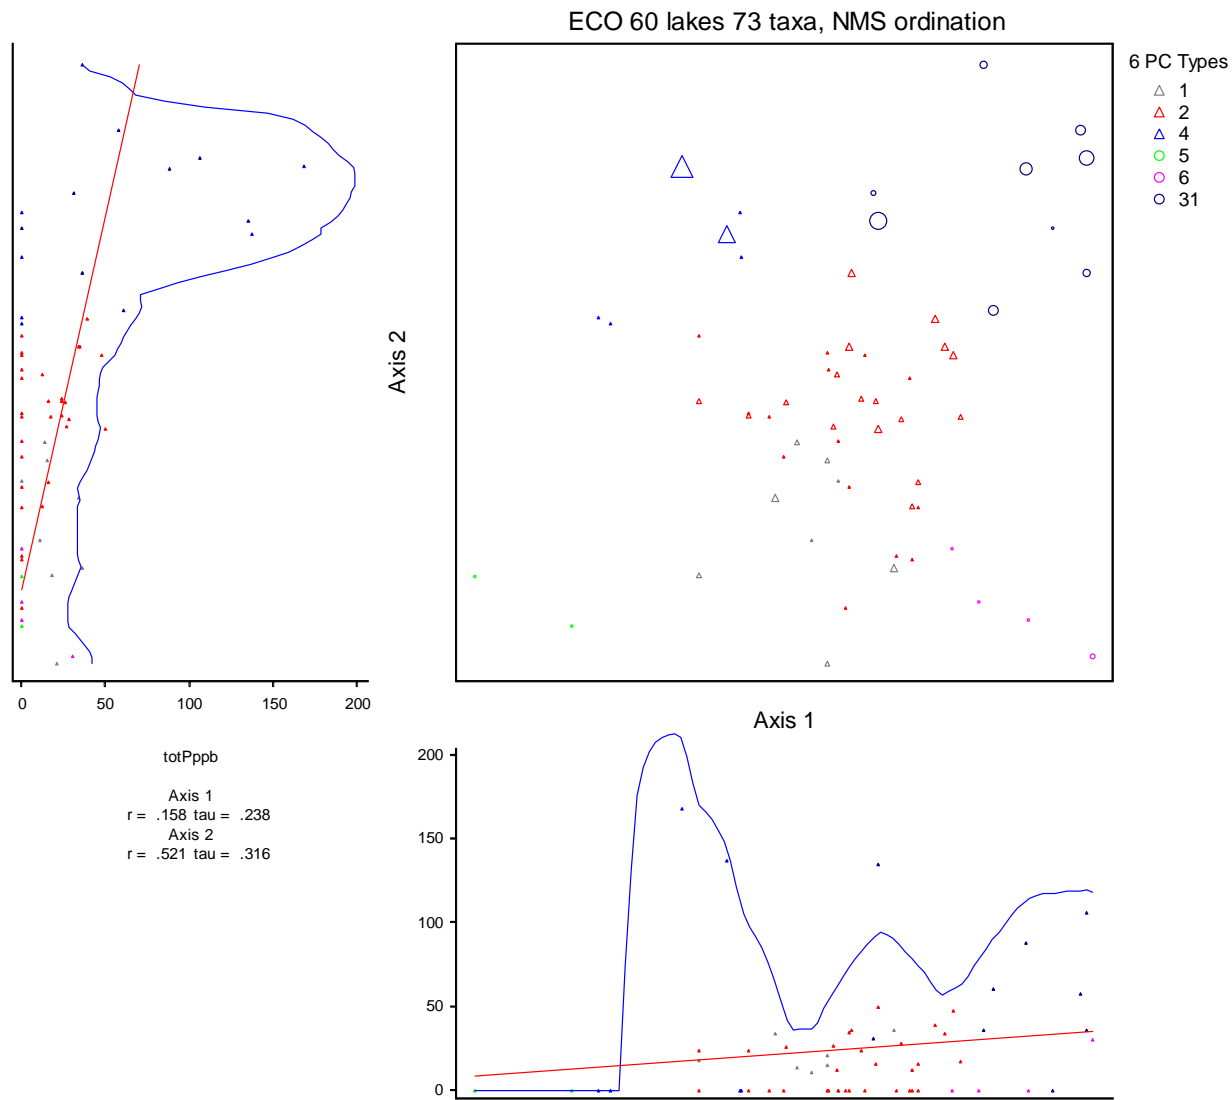 ECO 60 lakes 73 taxa, NMS ordination
6 PC Types
1
2
4
5
6
31
Axis 2
0 50 100 150 200
Axis 1
totPppb
Axis 1
r = .158 tau = .238
Axis 2
r = .521 tau = .316
200
150
100
50
0